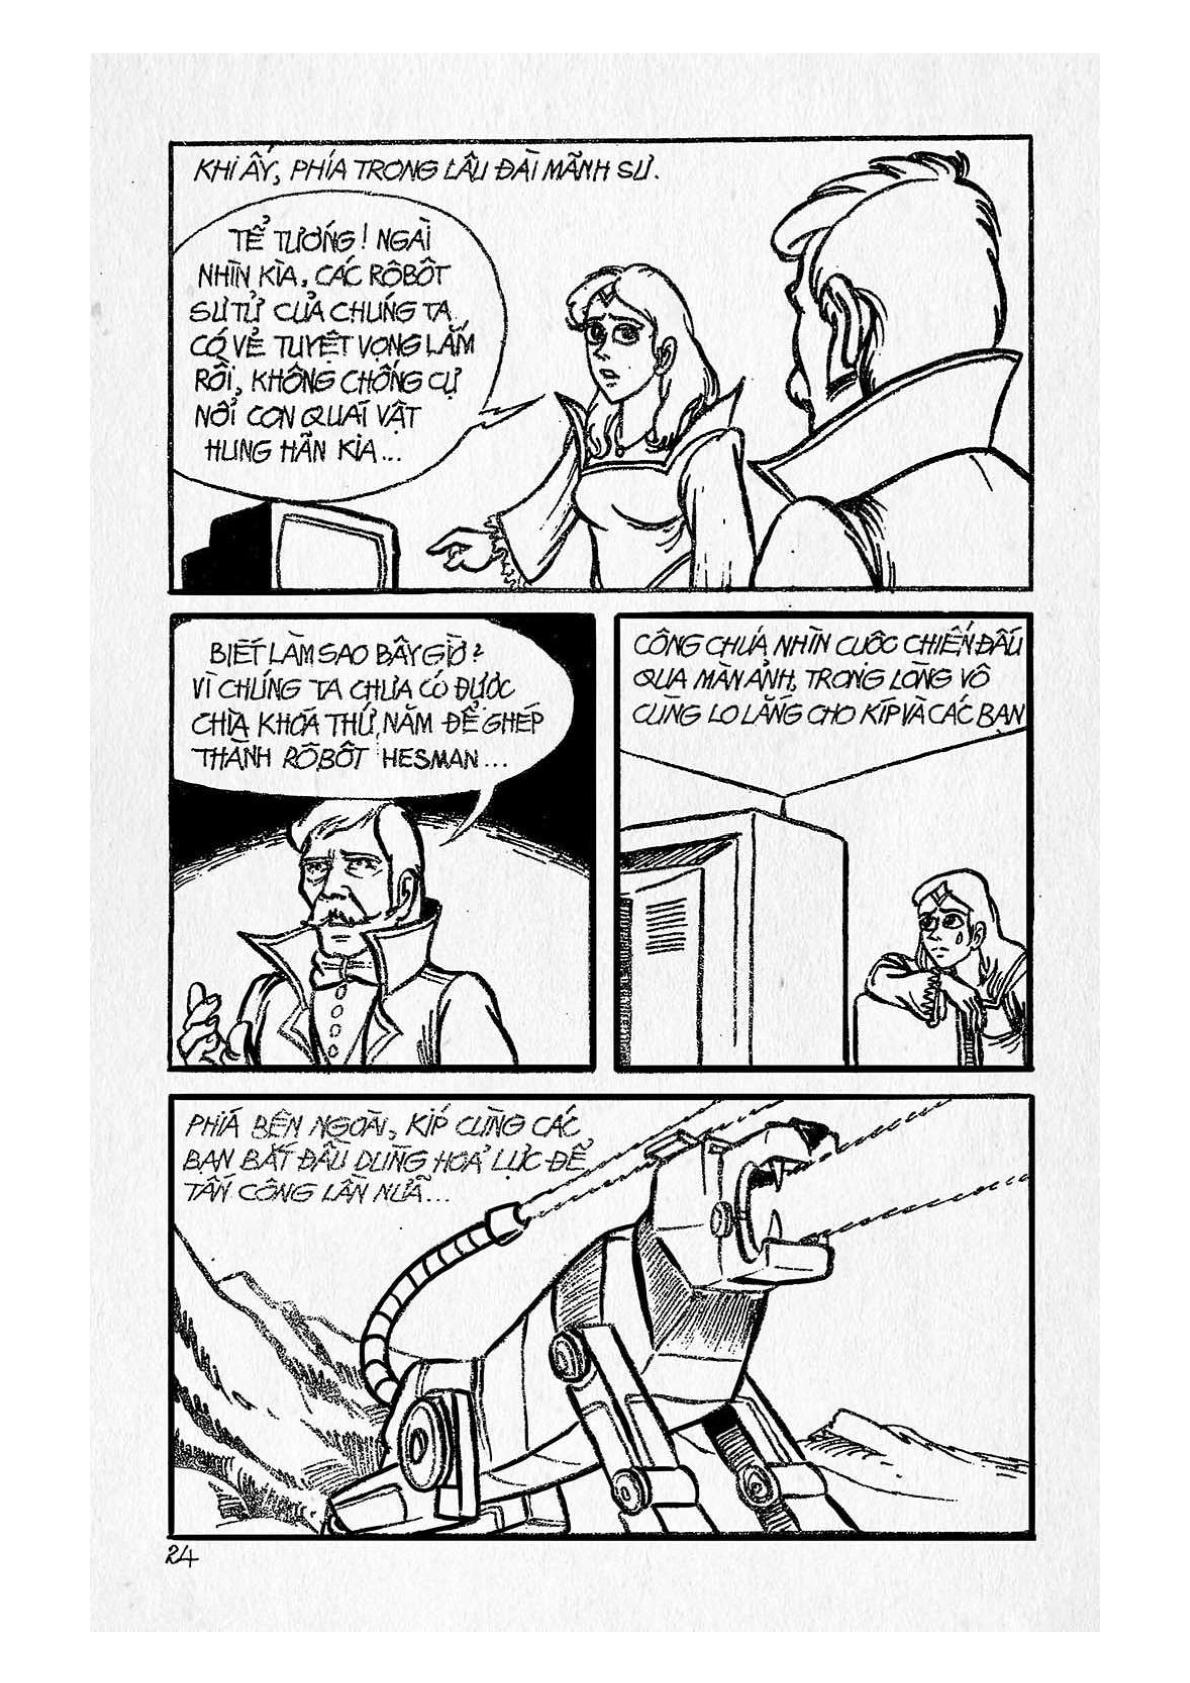 KHI ẤY, PHÍA TRONG LÂU ĐÀI MÃNH SƯ.
TỂ TƯỚNG! NGÀI
NHÌN KÌA, CÁC RÔBỐT
SƯ TỬ CỦA CHÚNG TA
CÓ VẺ TUYỆT VỌNG LẮM
RỒI, KHÔNG CHỐNG CỰ
NỔI CON QUÁI VẬT
HUNG HÃN KIA...
BIẾT LÀM SAO BÂY GIỜ?
VÌ CHÚNG TA CHƯA CÓ ĐƯỢC
CHÌA KHOÁ THỨ NĂM ĐỂ GHÉP
THÀNH RÔBỐT HESMAN...
CÔNG CHÚA NHÌN CUỘC CHIẾN ĐẤU
QUA MÀN ẢNH, TRONG LÒNG VÔ
CÙNG LO LẮNG CHO KÍP VÀ CÁC BẠN
PHÍA BÊN NGOÀI, KÍP CÙNG CÁC
BẠN BẮT ĐẦU DÙNG HOẢ LỰC ĐỂ
TẤN CÔNG LẦN NỮA...
24